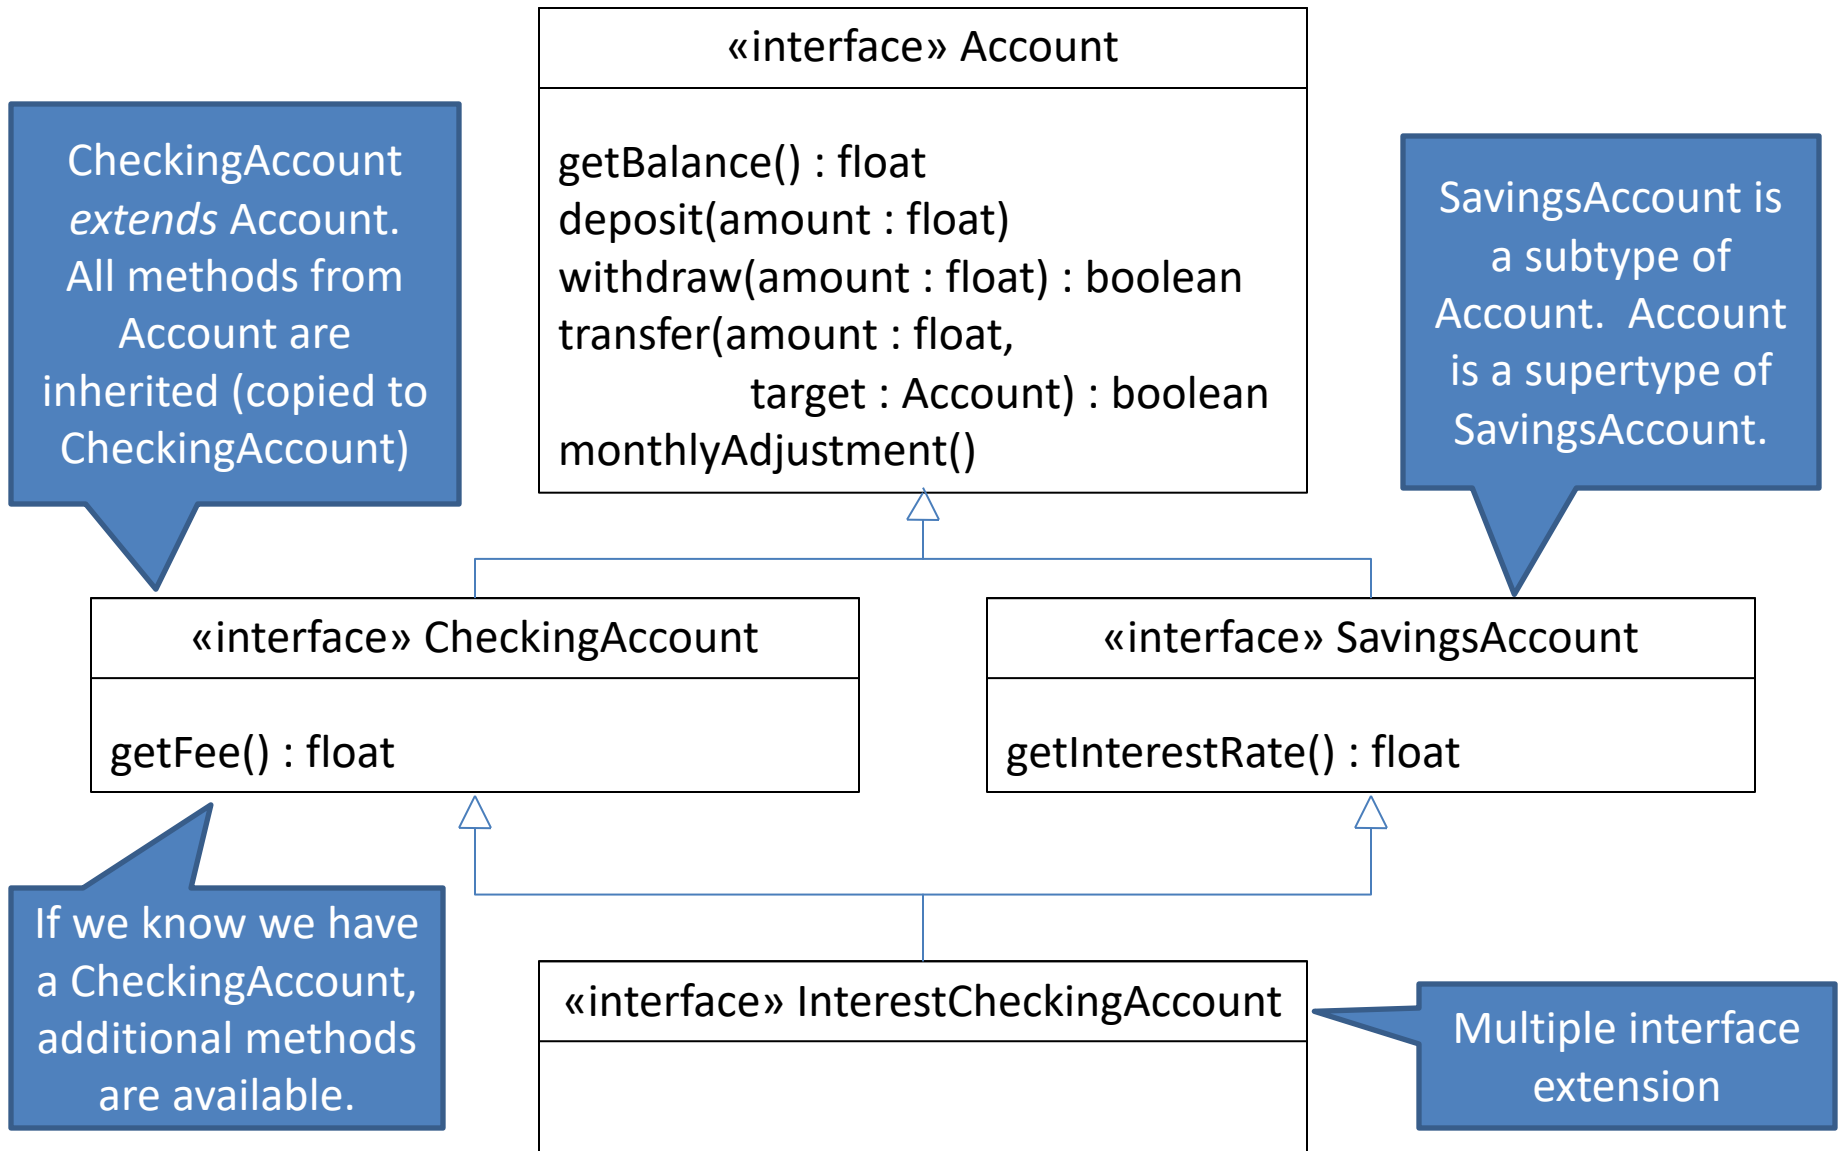 «interface» Account
getBalance() : float
deposit(amount : float)
withdraw(amount : float) : boolean
transfer(amount : float,
target : Account) : boolean
monthlyAdjustment()
CheckingAccount
extends Account.
All methods from
Account are
inherited (copied to
CheckingAccount)
SavingsAccount is
a subtype of
Account.  Account
is a supertype of
SavingsAccount.
«interface» CheckingAccount
getFee() : float
«interface» SavingsAccount
getInterestRate() : float
If we know we have
a CheckingAccount,
additional methods
are available.
«interface» InterestCheckingAccount
Multiple interface
extension